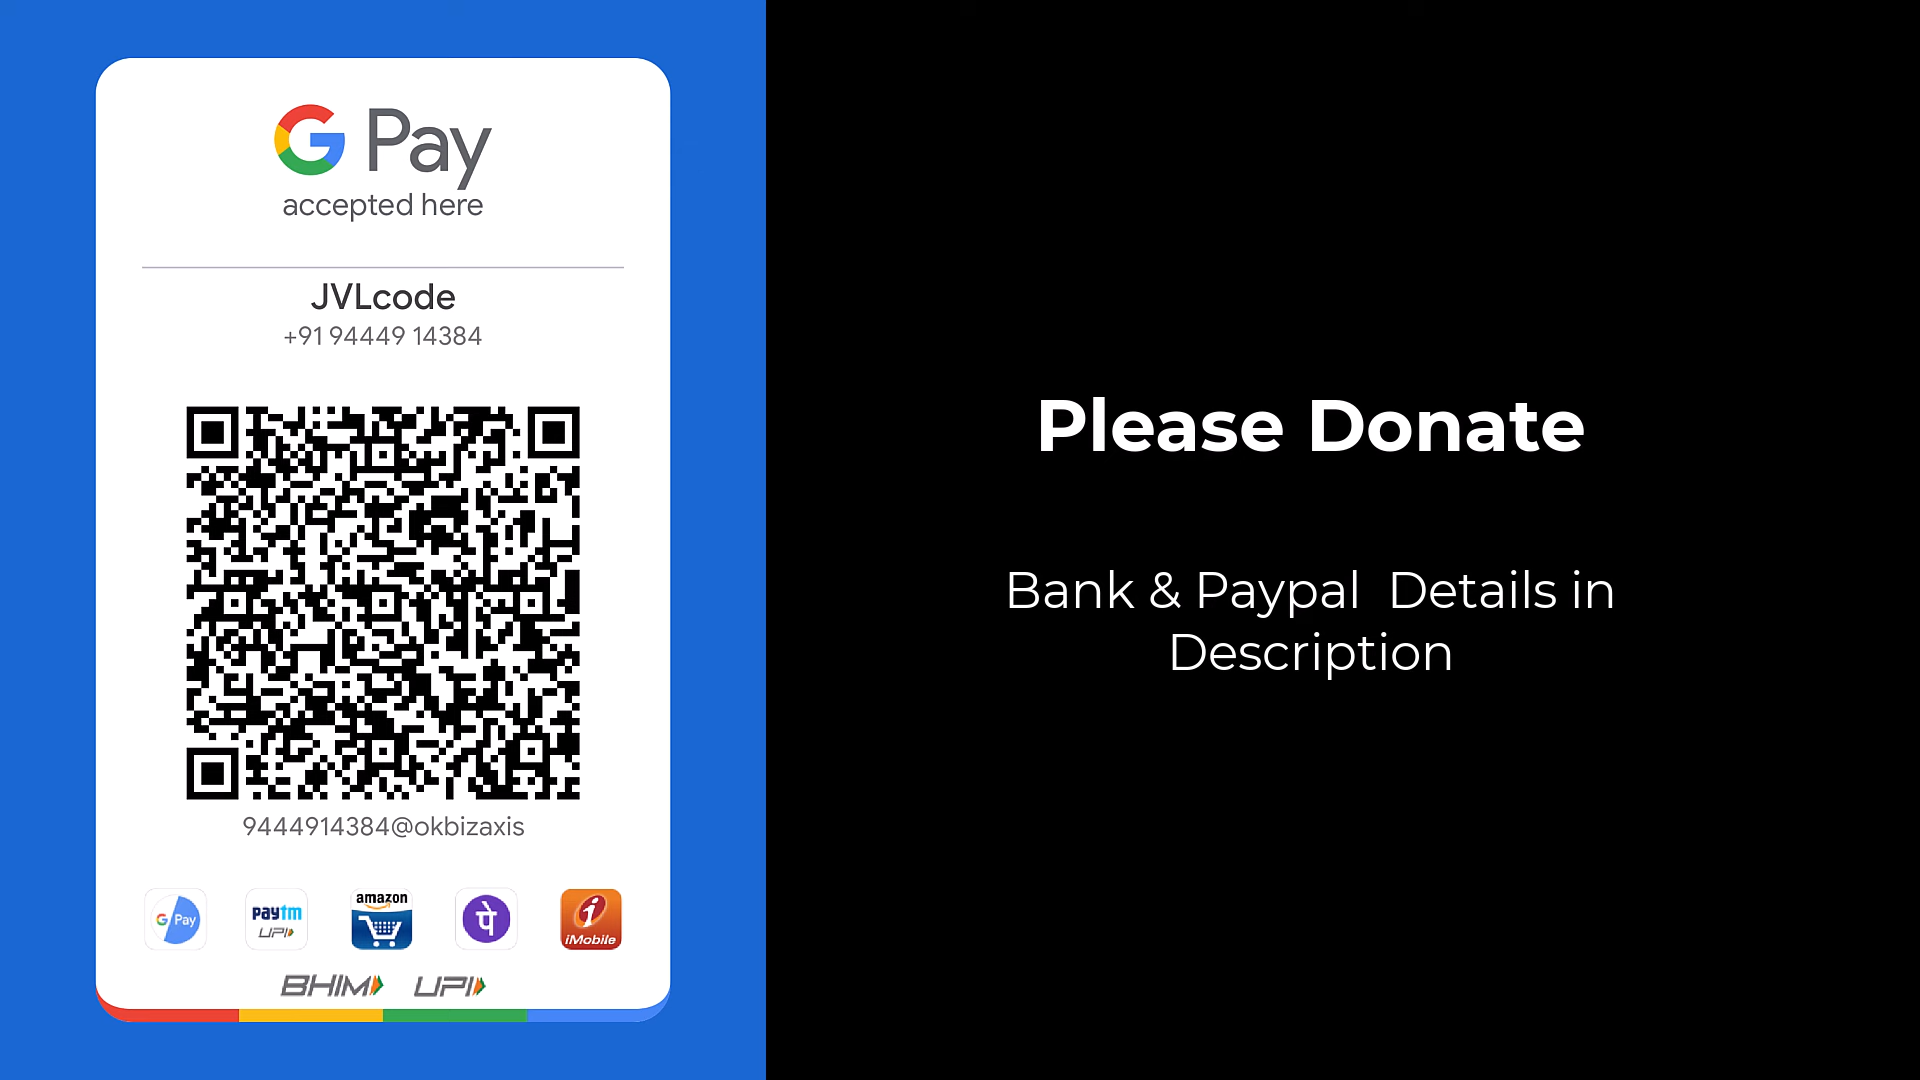 G Pay
accepted here
JVLcode
+91 94449 14384
9444914384@okbizaxis
G Pay
paytm
UPI
amazon
पे
i
iMobile
BHIM
UPI
Please Donate
Bank & Paypal  Details in
Description